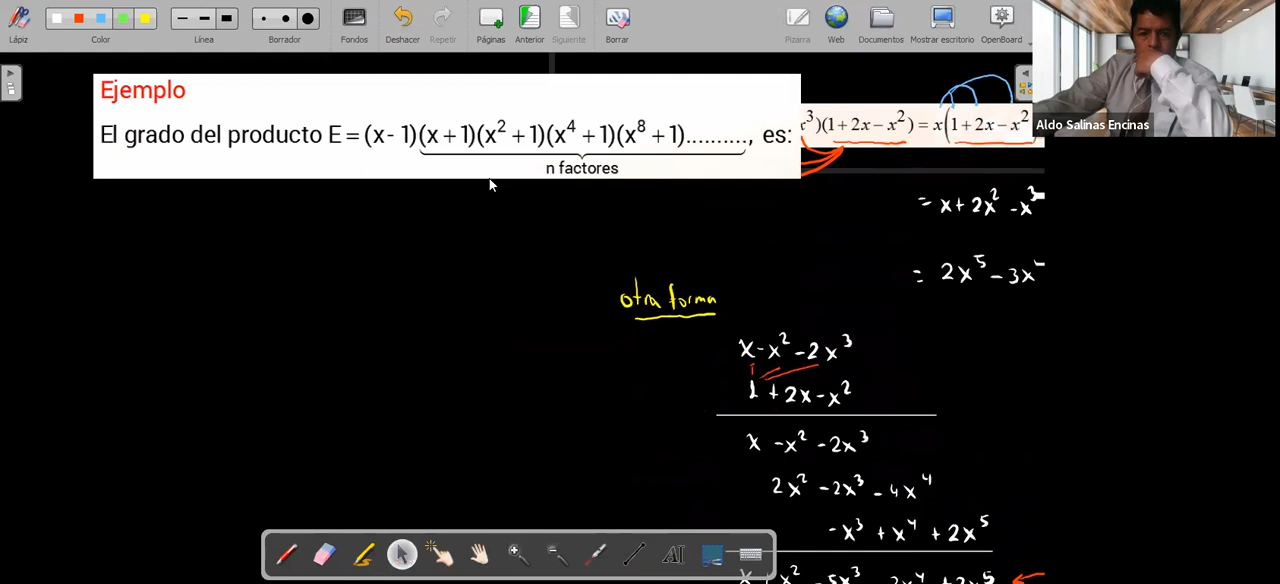 Lápiz
Color
Línea
Borrador
Fondos
Deshacer
Repetir
Páginas
Anterior
Siguiente
Borrar
Pizarra
Web
Documentos
Mostrar escritorio
OpenBoard
Aldo Salinas Encinas
Ejemplo
El grado del producto E = (x- 1)(x + 1)(x² + 1)(x⁴ + 1)(x⁸ + 1).........., es:
n factores
x³)(1+2x−x²) = x(1+2x−x²
= x + 2x² - x³
= 2x⁵ - 3x⁴
otra forma
x - x² - 2x³
1 + 2x - x²
x - x² - 2x³
2x² - 2x³ - 4x⁴
- x³ + x⁴ + 2x⁵
AI